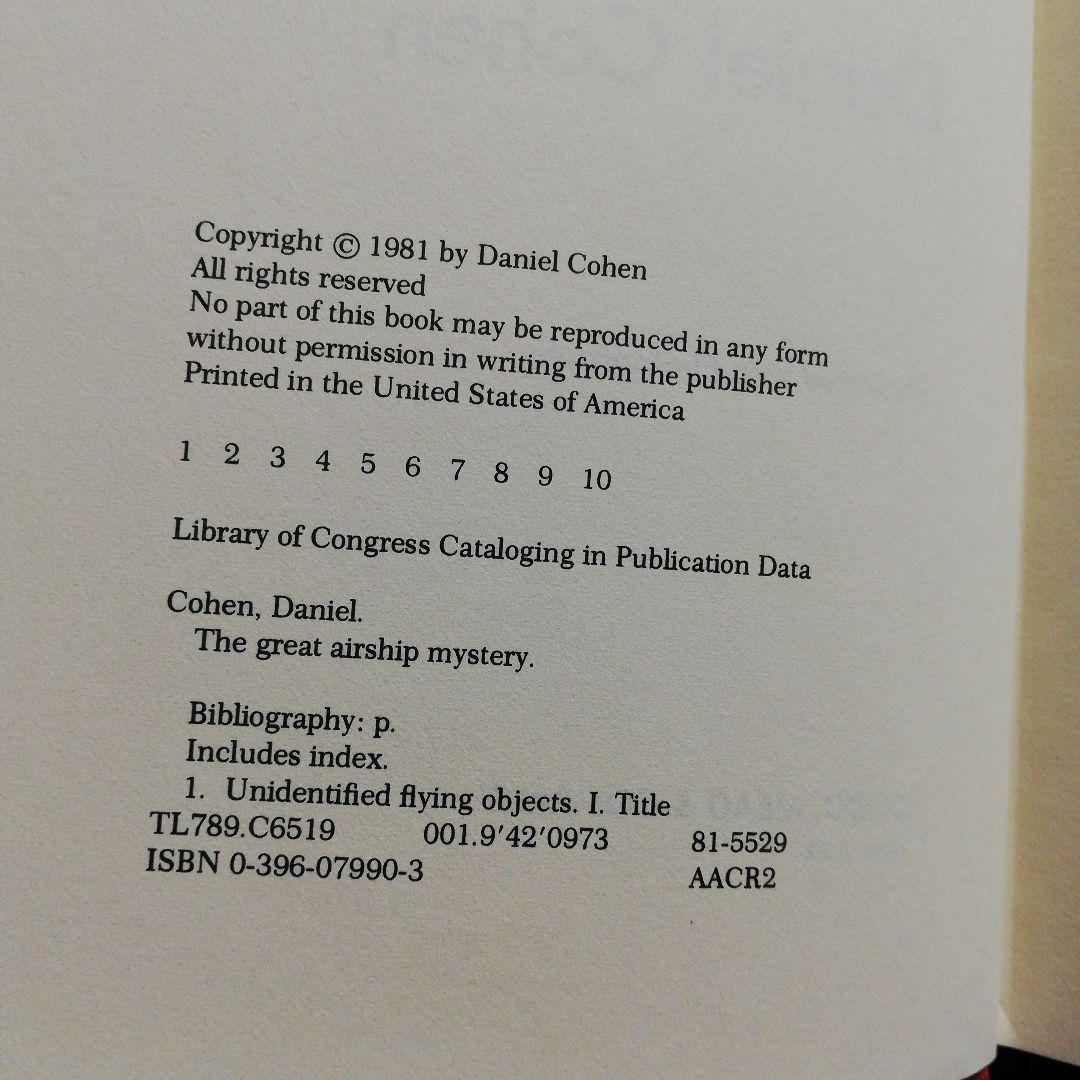 Copyright © 1981 by Daniel Cohen
All rights reserved
No part of this book may be reproduced in any form
without permission in writing from the publisher
Printed in the United States of America
1 2 3 4 5 6 7 8 9 10
Library of Congress Cataloging in Publication Data
Cohen, Daniel.
The great airship mystery.
Bibliography: p.
Includes index.
1. Unidentified flying objects. I. Title
TL789.C6519 001.9′42′0973 81-5529
ISBN 0-396-07990-3 AACR2